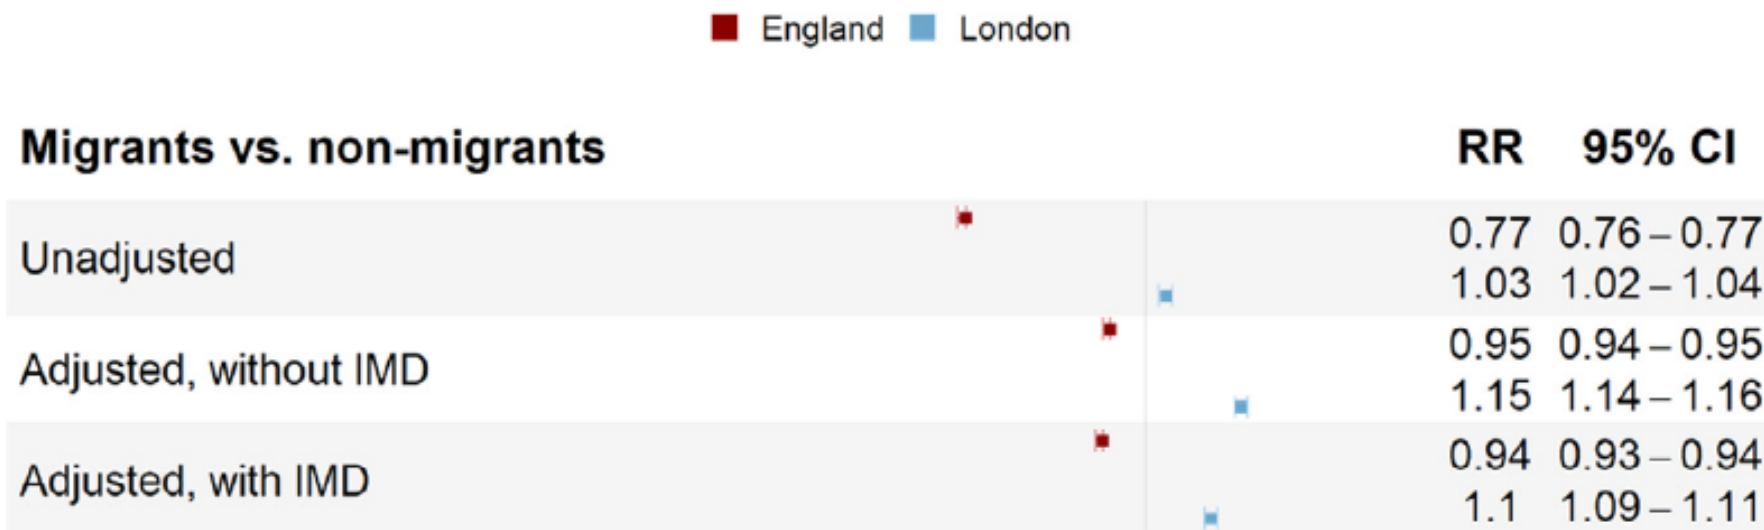 England London
Migrants vs. non-migrants RR 95% CI
Unadjusted 0.77 0.76 – 0.77
1.03 1.02 – 1.04
Adjusted, without IMD 0.95 0.94 – 0.95
1.15 1.14 – 1.16
Adjusted, with IMD 0.94 0.93 – 0.94
1.1 1.09 – 1.11